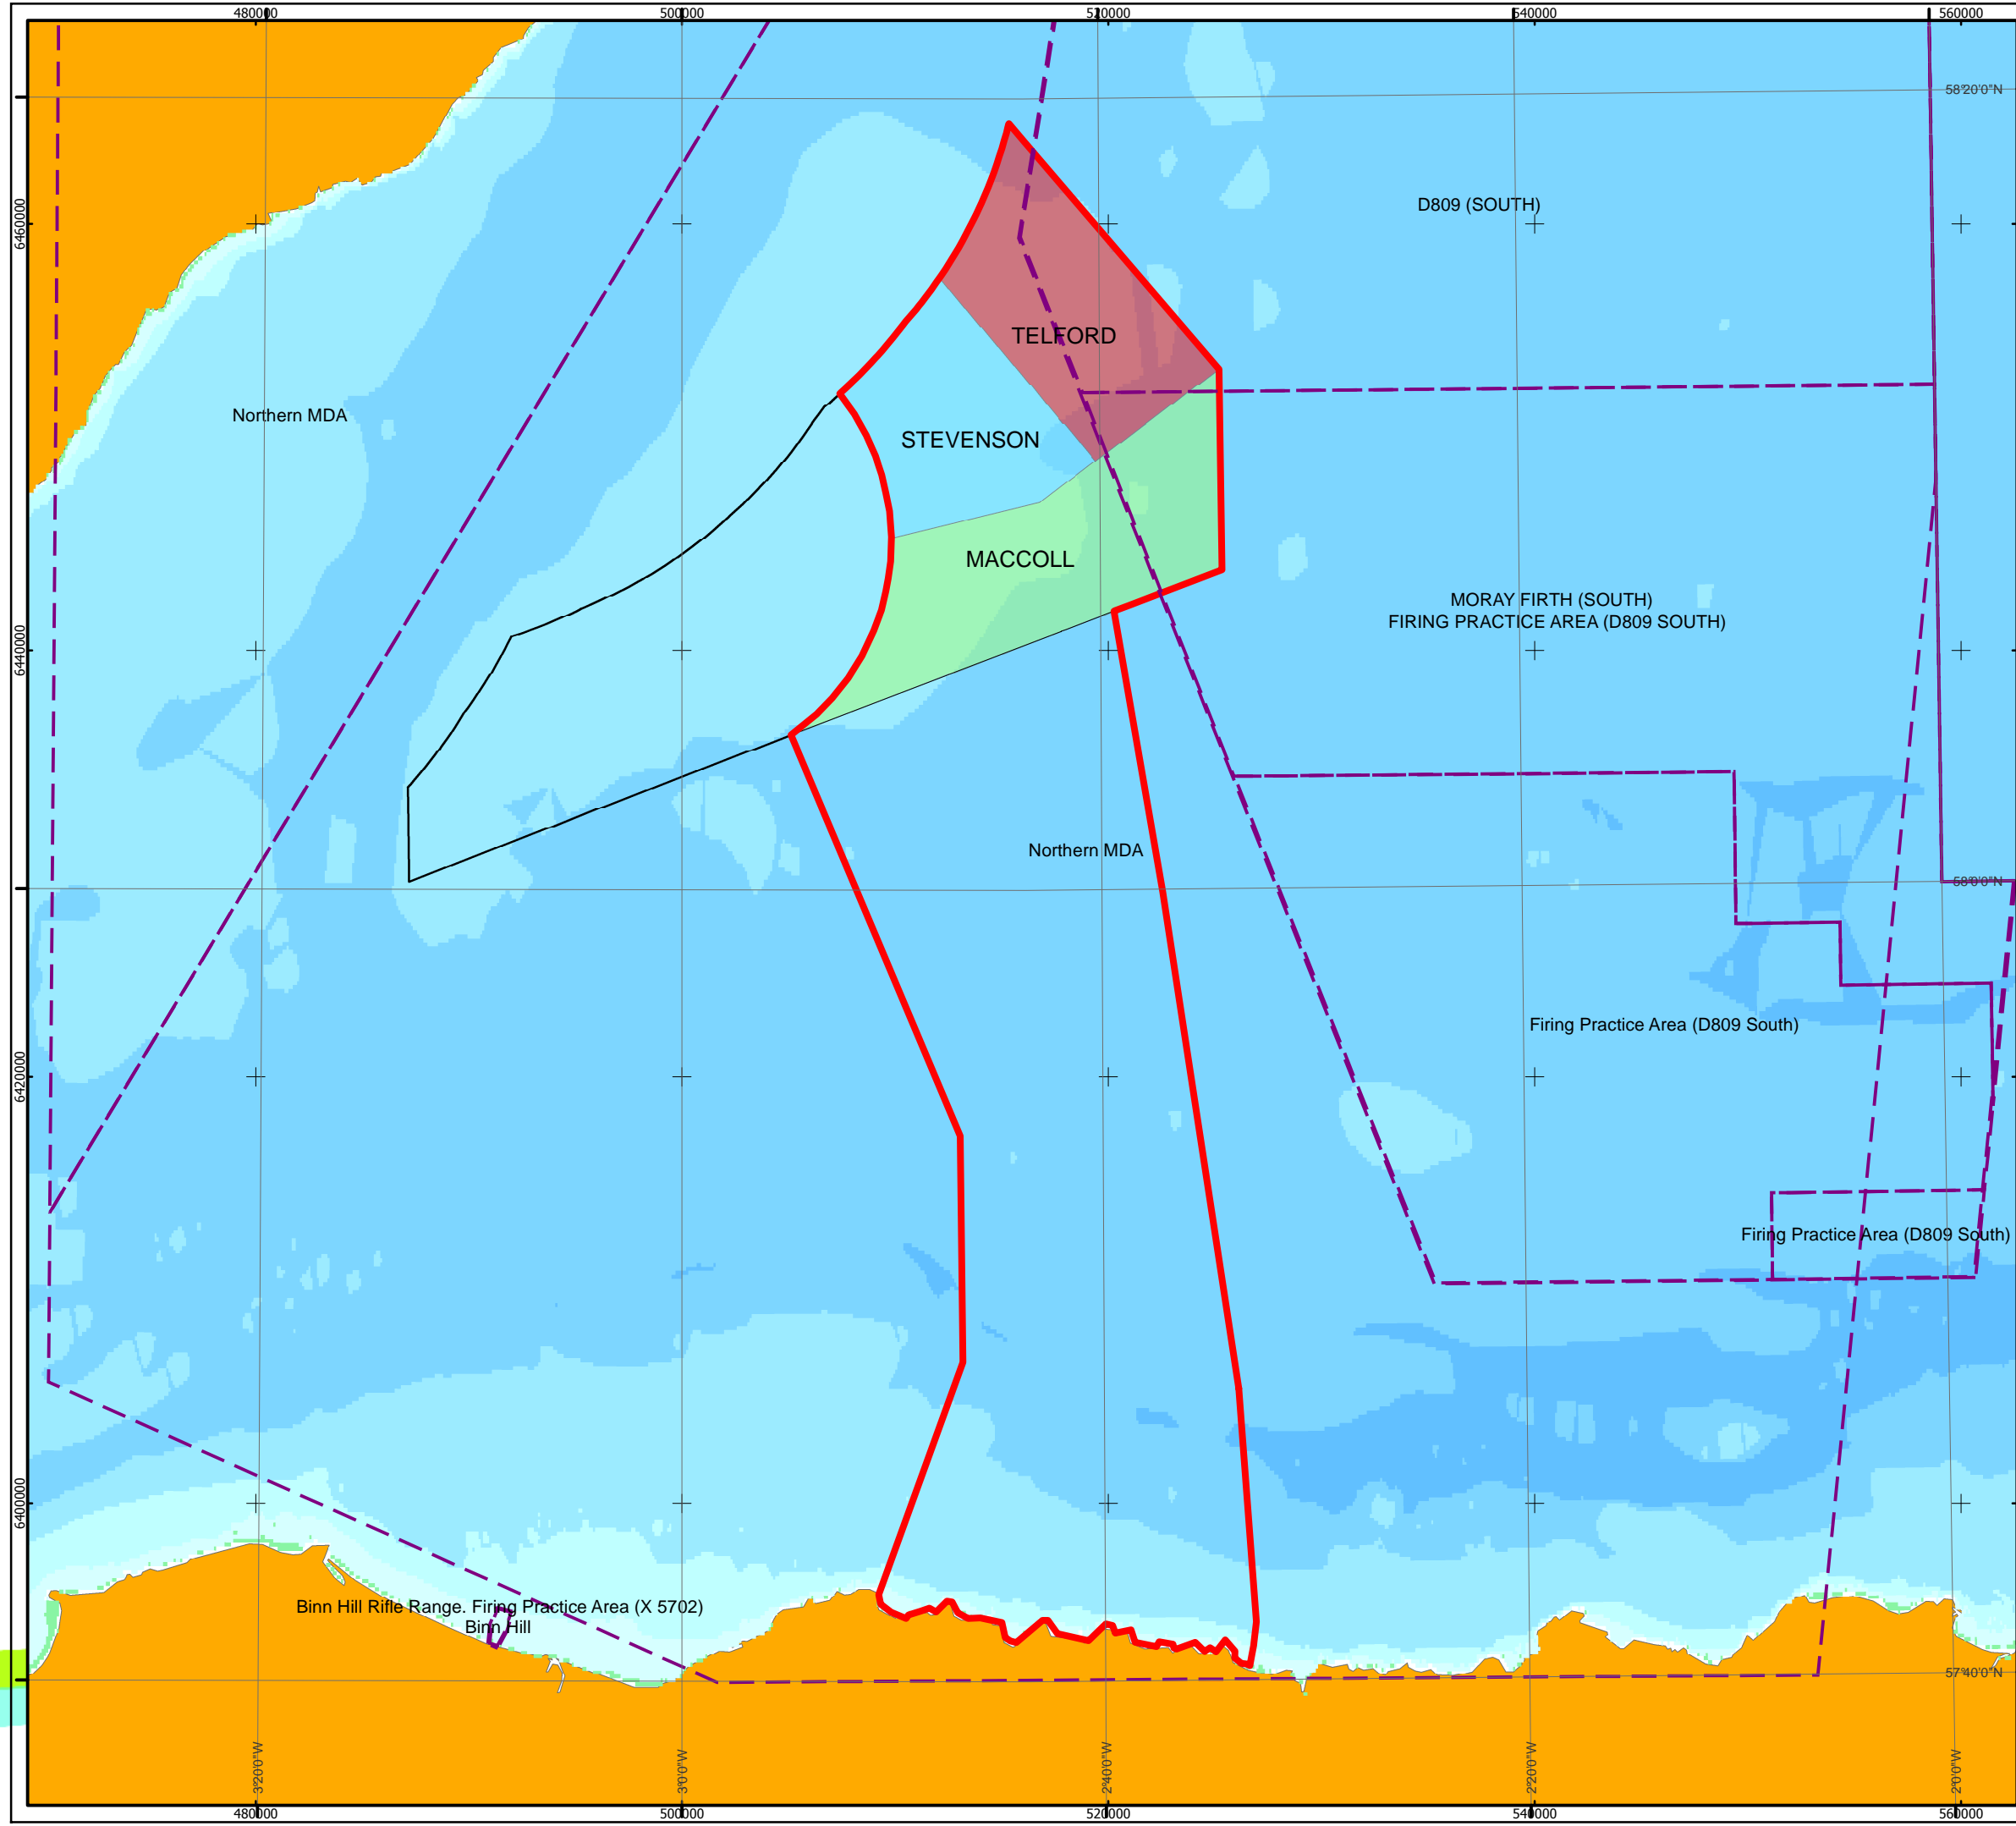 480000
500000
520000
540000
560000
58°20'0"N
D809 (SOUTH)
6460000
TELFORD
Northern MDA
STEVENSON
MACCOLL
MORAY FIRTH (SOUTH)
FIRING PRACTICE AREA (D809 SOUTH)
6440000
Northern MDA
58°0'0"N
Firing Practice Area (D809 South)
6420000
Firing Practice Area (D809 South)
6400000
Binn Hill Rifle Range. Firing Practice Area (X 5702)
Binn Hill
57°40'0"N
3°20'0"W
3°0'0"W
2°40'0"W
2°20'0"W
2°0'0"W
480000
500000
520000
540000
560000